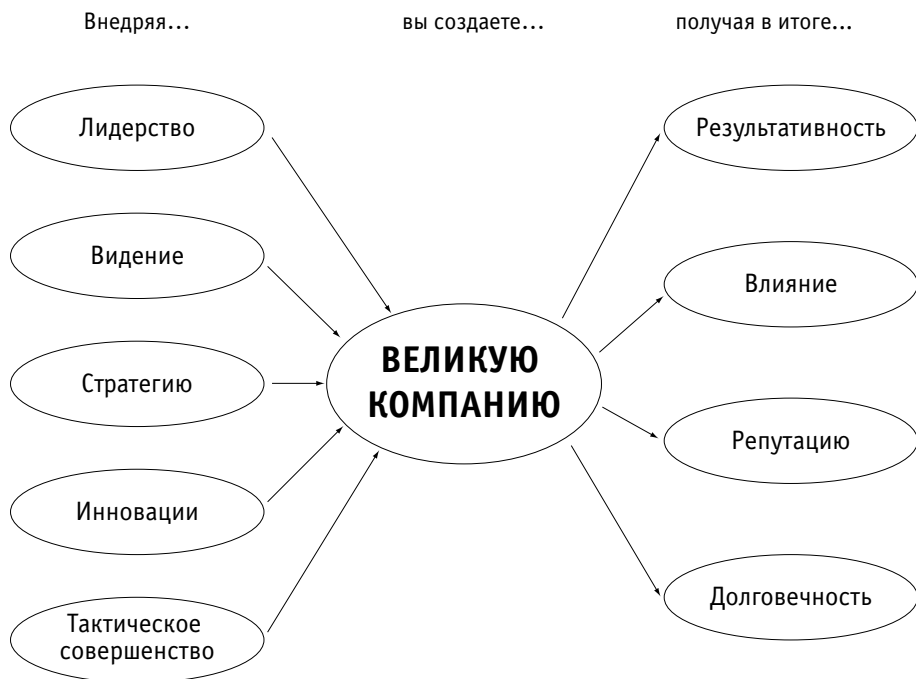 Внедряя...
вы создаете...
получая в итоге...
Лидерство
Видение
Стратегию
Инновации
Тактическое
совершенство
ВЕЛИКУЮ
КОМПАНИЮ
Результативность
Влияние
Репутацию
Долговечность